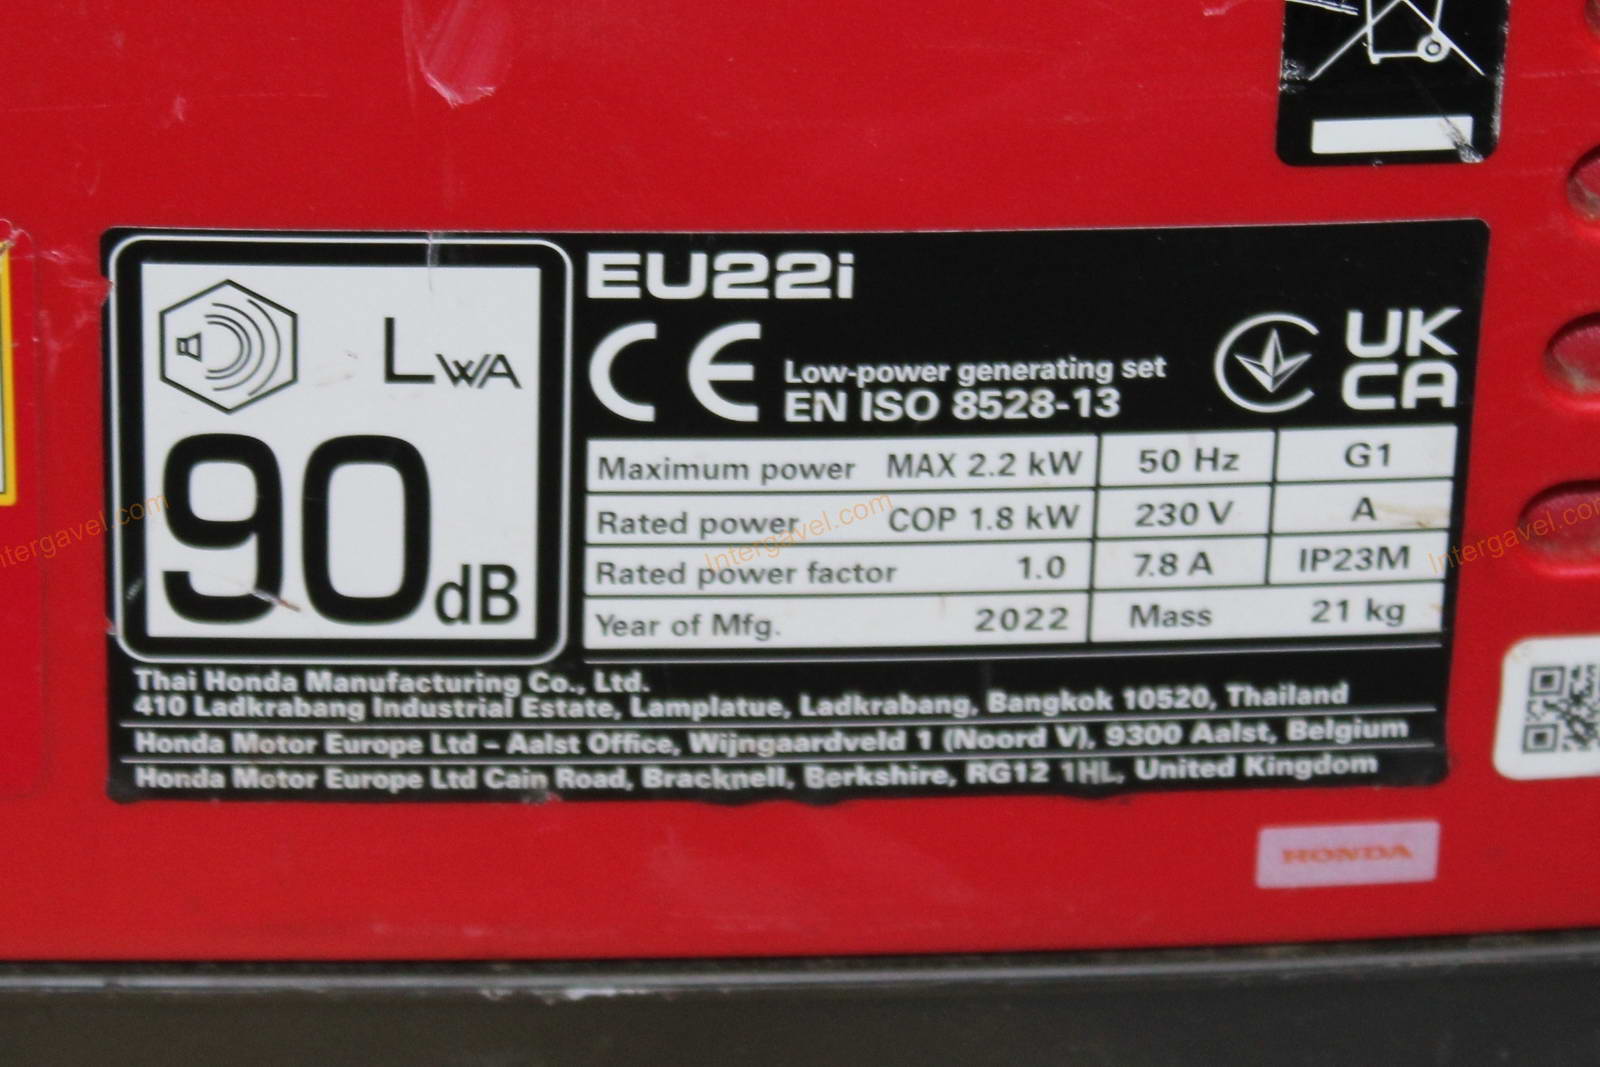 EU22i
CE
Low-power generating set
EN ISO 8528-13
UK
CA
LWA
90 dB
Maximum power MAX 2.2 kW 50 Hz G1
Rated power COP 1.8 kW 230 V A
Rated power factor 1.0 7.8 A IP23M
Year of Mfg. 2022 Mass 21 kg
Thai Honda Manufacturing Co., Ltd.
410 Ladkrabang Industrial Estate, Lamplatue, Ladkrabang, Bangkok 10520, Thailand
Honda Motor Europe Ltd – Aalst Office, Wijngaardveld 1 (Noord V), 9300 Aalst, Belgium
Honda Motor Europe Ltd Cain Road, Bracknell, Berkshire, RG12 1HL, United Kingdom
HONDA
Intergavel.com
Intergavel.com
Intergavel.com